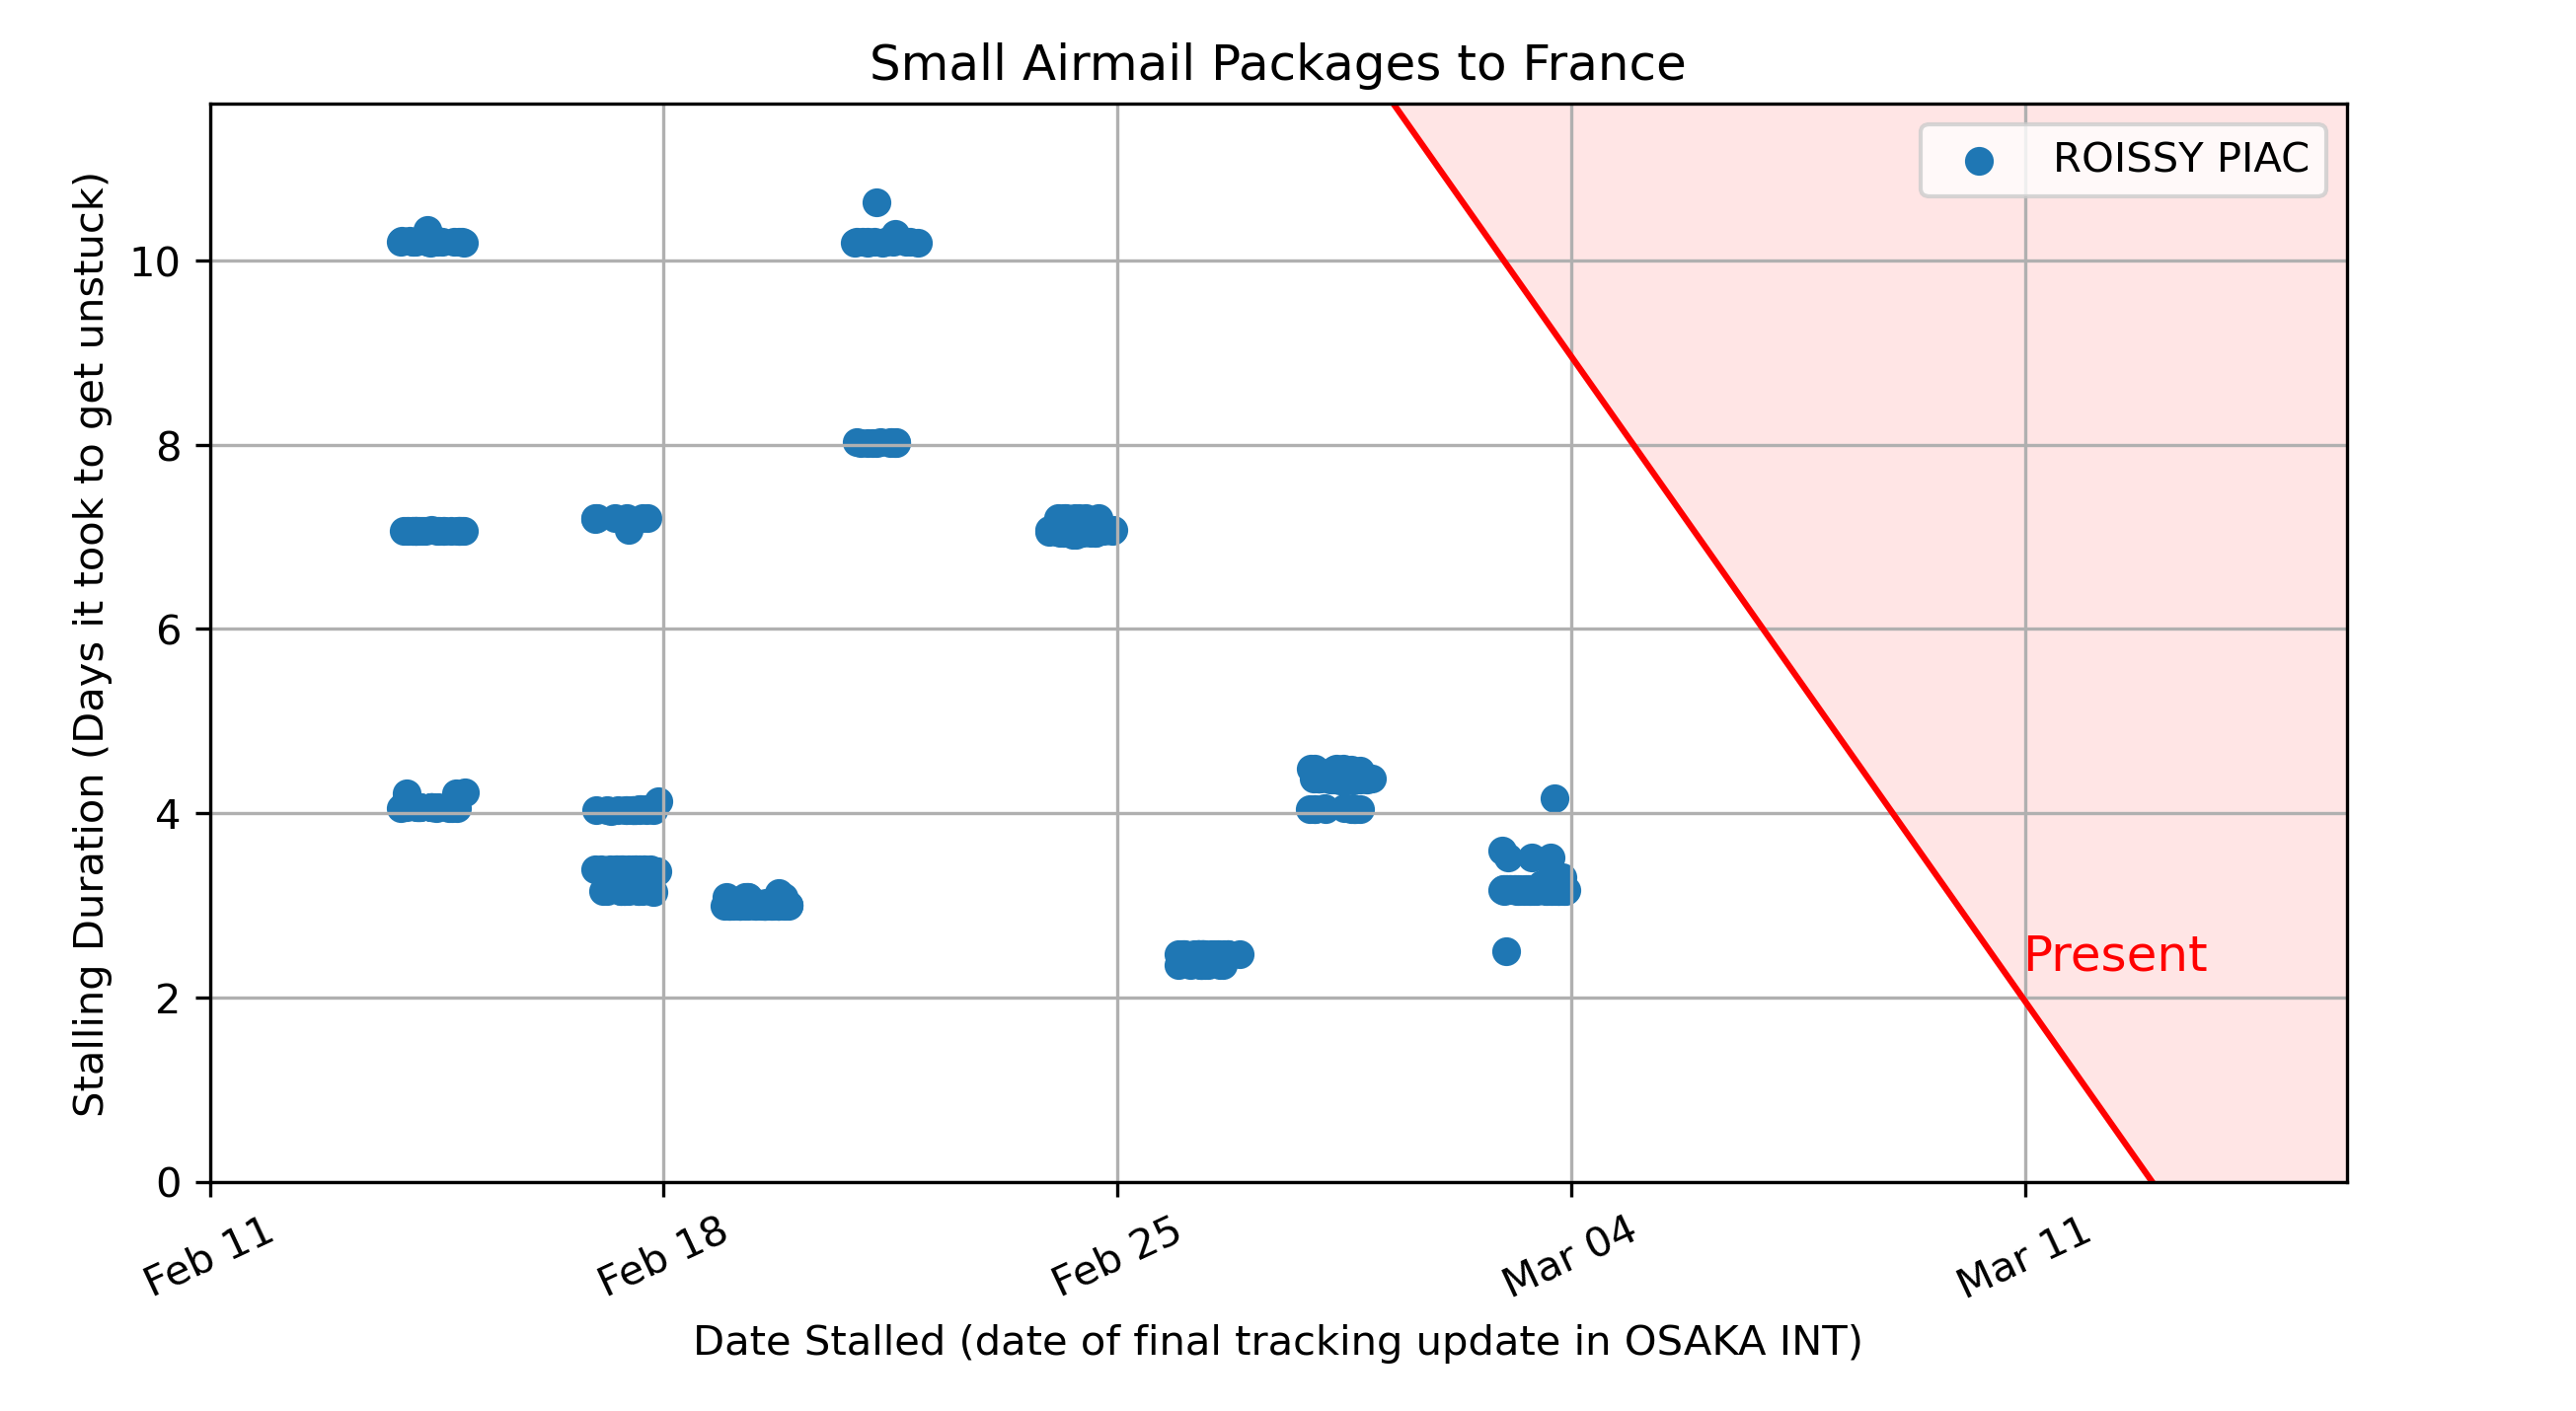 Small Airmail Packages to France
ROISSY PIAC
Stalling Duration (Days it took to get unstuck)
10
8
6
4
2
0
Present
Feb 11
Feb 18
Feb 25
Mar 04
Mar 11
Date Stalled (date of final tracking update in OSAKA INT)